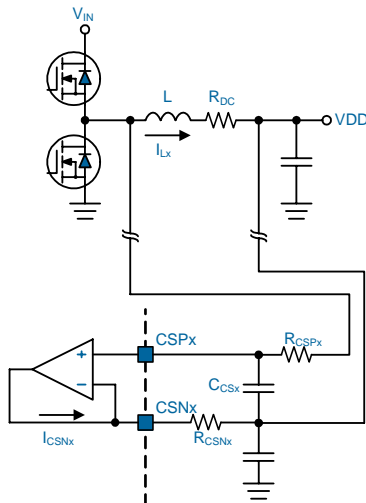 VIN
L
RDC
VDD
ILx
CSPx
RCSPx
+
CCSx
−
CSNx
ICSNx
RCSNx